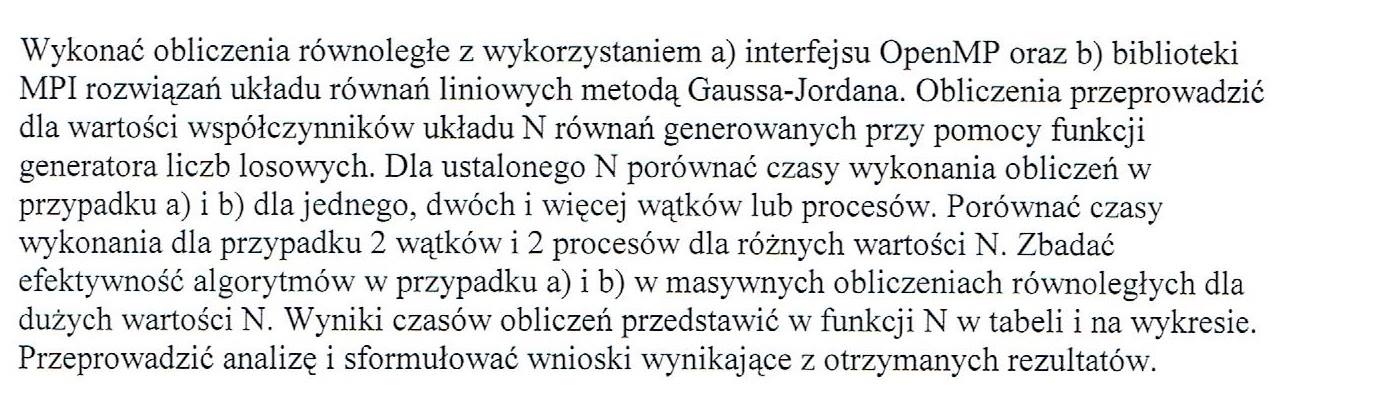 Wykonać obliczenia równoległe z wykorzystaniem a) interfejsu OpenMP oraz b) biblioteki
MPI rozwiązań układu równań liniowych metodą Gaussa-Jordana. Obliczenia przeprowadzić
dla wartości współczynników układu N równań generowanych przy pomocy funkcji
generatora liczb losowych. Dla ustalonego N porównać czasy wykonania obliczeń w
przypadku a) i b) dla jednego, dwóch i więcej wątków lub procesów. Porównać czasy
wykonania dla przypadku 2 wątków i 2 procesów dla różnych wartości N. Zbadać
efektywność algorytmów w przypadku a) i b) w masywnych obliczeniach równoległych dla
dużych wartości N. Wyniki czasów obliczeń przedstawić w funkcji N w tabeli i na wykresie.
Przeprowadzić analizę i sformułować wnioski wynikające z otrzymanych rezultatów.